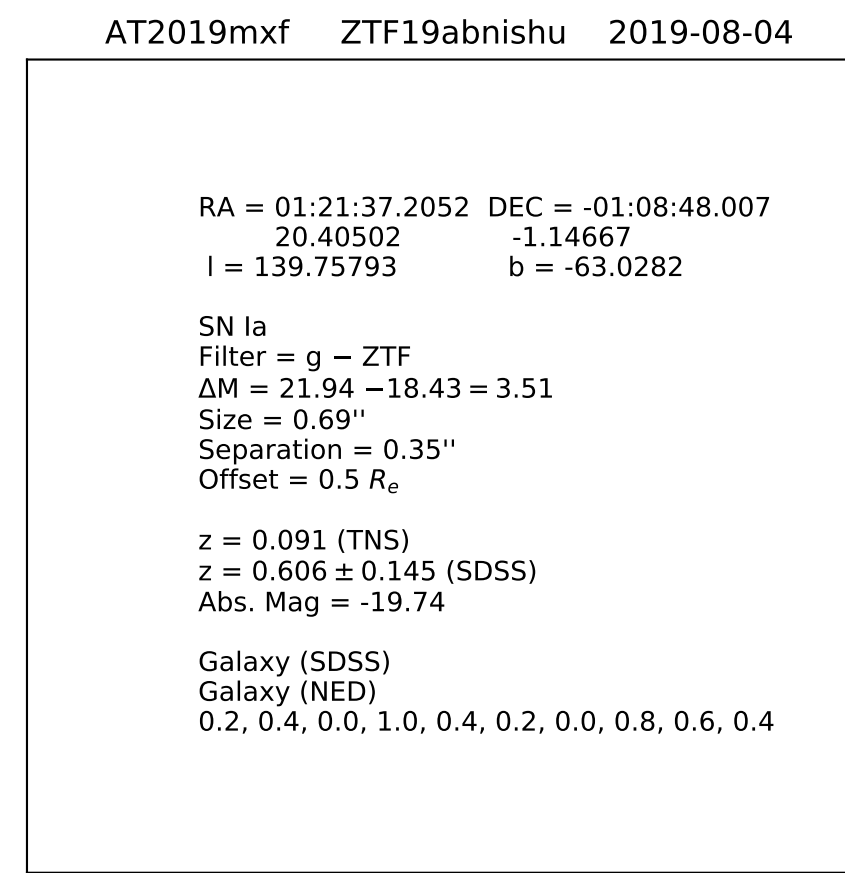 AT2019mxf ZTF19abnishu 2019-08-04
RA = 01:21:37.2052 DEC = -01:08:48.007
20.40502 -1.14667
l = 139.75793 b = -63.0282
SN Ia
Filter = g − ZTF
ΔM = 21.94 −18.43 = 3.51
Size = 0.69''
Separation = 0.35''
Offset = 0.5 Rₑ
z = 0.091 (TNS)
z = 0.606 ± 0.145 (SDSS)
Abs. Mag = -19.74
Galaxy (SDSS)
Galaxy (NED)
0.2, 0.4, 0.0, 1.0, 0.4, 0.2, 0.0, 0.8, 0.6, 0.4